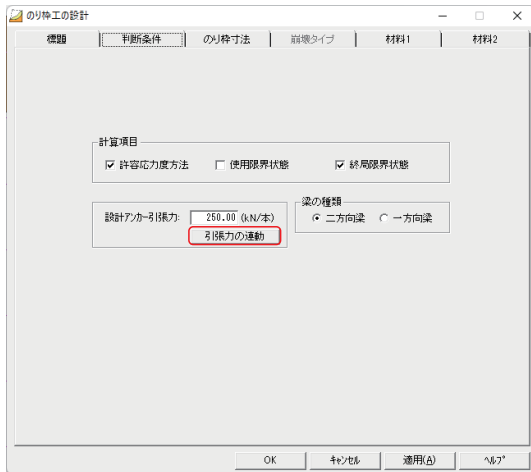 のり枠工の設計
標題 判断条件 のり枠寸法 崩壊タイプ 材料1 材料2
計算項目
許容応力度方法 使用限界状態 終局限界状態
設計アンカー引張力: 250.00 (kN/本)
引張力の連動
梁の種類
二方向梁 一方向梁
OK キャンセル 適用(A) ヘルプ